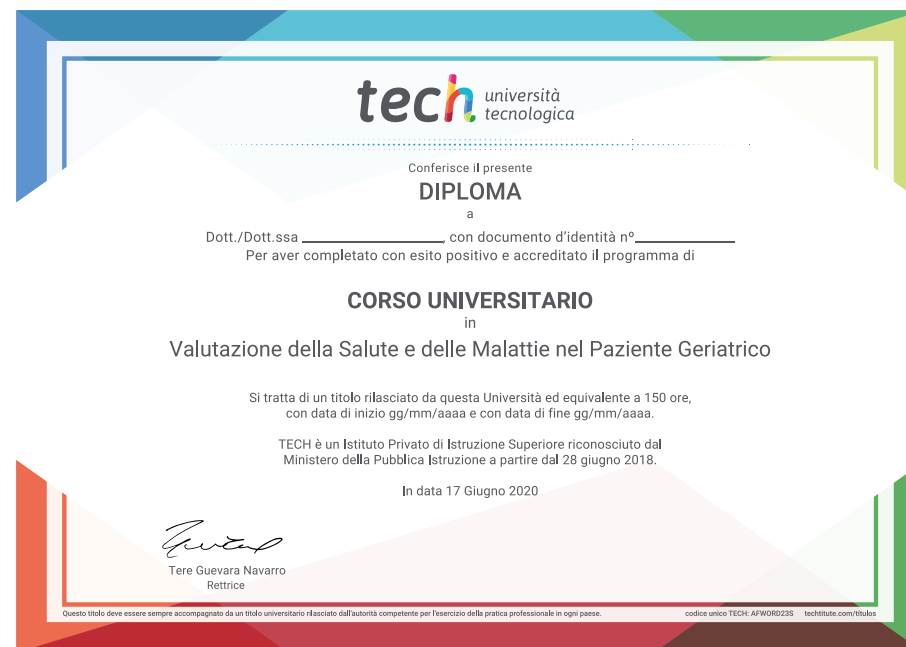 tech università
tecnologica
Conferisce il presente
DIPLOMA
a
Dott./Dott.ssa ____________, con documento d'identità nº____________
Per aver completato con esito positivo e accreditato il programma di
CORSO UNIVERSITARIO
in
Valutazione della Salute e delle Malattie nel Paziente Geriatrico
Si tratta di un titolo rilasciato da questa Università ed equivalente a 150 ore,
con data di inizio gg/mm/aaaa e con data di fine gg/mm/aaaa.
TECH è un Istituto Privato di Istruzione Superiore riconosciuto dal
Ministero della Pubblica Istruzione a partire dal 28 giugno 2018.
In data 17 Giugno 2020
Tere Guevara Navarro
Rettrice
Questo titolo deve essere sempre accompagnato da un titolo universitario rilasciato dall'autorità competente per l'esercizio della pratica professionale in ogni paese. codice unico TECH: AFWORD23S techtitute.com/titulos